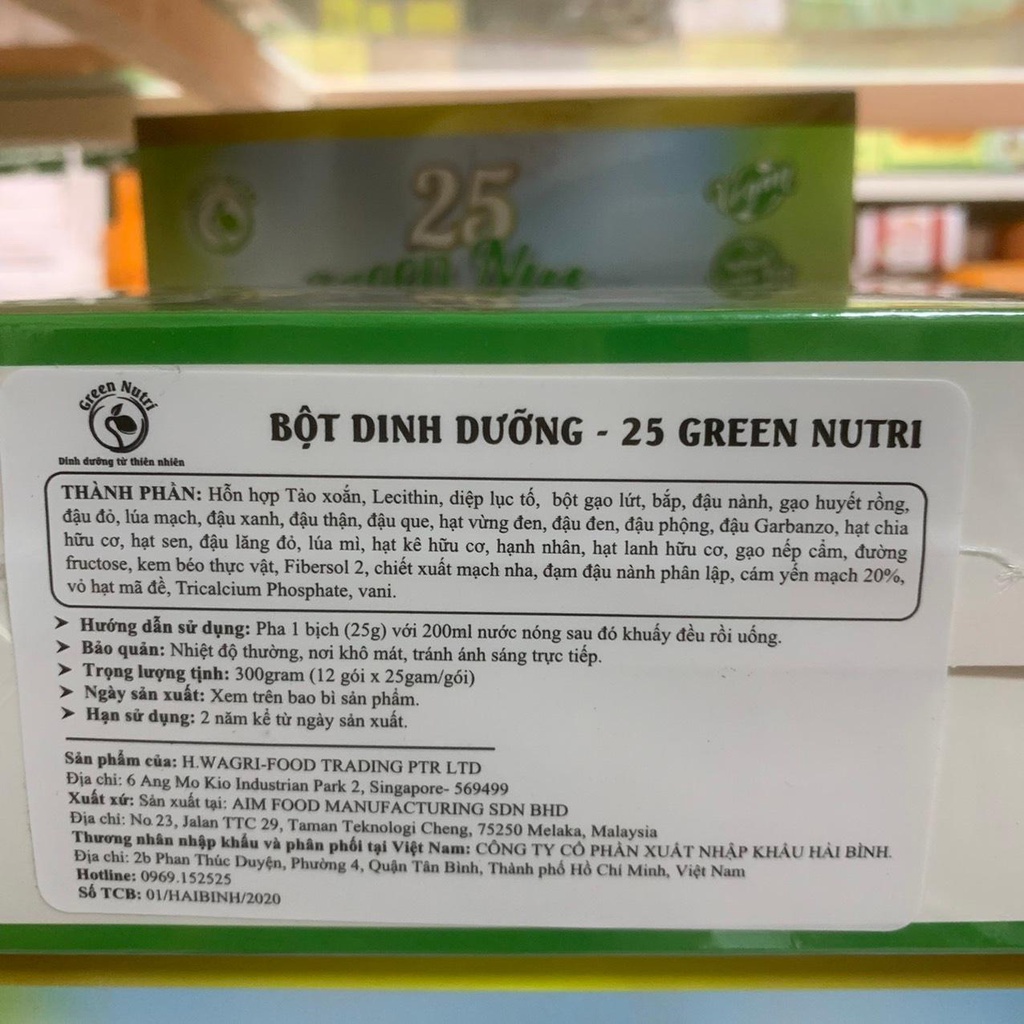 25
Vegan
Green Nutri
Dinh dưỡng từ thiên nhiên
BỘT DINH DƯỠNG - 25 GREEN NUTRI
THÀNH PHẦN: Hỗn hợp Tảo xoắn, Lecithin, diệp lục tố, bột gạo lứt, bắp, đậu nành, gạo huyết rồng,
đậu đỏ, lúa mạch, đậu xanh, đậu thận, đậu que, hạt vừng đen, đậu đen, đậu phộng, đậu Garbanzo, hạt chia
hữu cơ, hạt sen, đậu lăng đỏ, lúa mì, hạt kê hữu cơ, hạnh nhân, hạt lanh hữu cơ, gạo nếp cẩm, đường
fructose, kem béo thực vật, Fibersol 2, chiết xuất mạch nha, đạm đậu nành phân lập, cám yến mạch 20%,
vỏ hạt mã đề, Tricalcium Phosphate, vani.
➤ Hướng dẫn sử dụng: Pha 1 bịch (25g) với 200ml nước nóng sau đó khuấy đều rồi uống.
➤ Bảo quản: Nhiệt độ thường, nơi khô mát, tránh ánh sáng trực tiếp.
➤ Trọng lượng tịnh: 300gram (12 gói x 25gam/gói)
➤ Ngày sản xuất: Xem trên bao bì sản phẩm.
➤ Hạn sử dụng: 2 năm kể từ ngày sản xuất.
Sản phẩm của: H.WAGRI-FOOD TRADING PTR LTD
Địa chỉ: 6 Ang Mo Kio Industrian Park 2, Singapore- 569499
Xuất xứ: Sản xuất tại: AIM FOOD MANUFACTURING SDN BHD
Địa chỉ: No.23, Jalan TTC 29, Taman Teknologi Cheng, 75250 Melaka, Malaysia
Thương nhân nhập khẩu và phân phối tại Việt Nam: CÔNG TY CỔ PHẦN XUẤT NHẬP KHẨU HẢI BÌNH.
Địa chỉ: 2b Phan Thúc Duyện, Phường 4, Quận Tân Bình, Thành phố Hồ Chí Minh, Việt Nam
Hotline: 0969.152525
Số TCB: 01/HAIBINH/2020